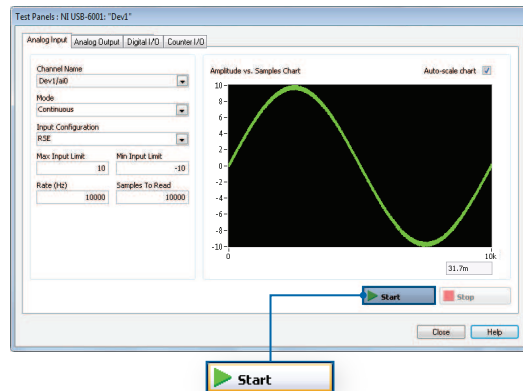 Test Panels : NI USB-6001: "Dev1"
Analog Input Analog Output Digital I/O Counter I/O
Channel Name
Dev1/ai0
Mode
Continuous
Input Configuration
RSE
Max Input Limit Min Input Limit
10 -10
Rate (Hz) Samples To Read
10000 10000
Amplitude vs. Samples Chart Auto-scale chart
10
8
6
4
2
0
-2
-4
-6
-8
-10
0 10k
31.7m
Start Stop
Close Help
Start